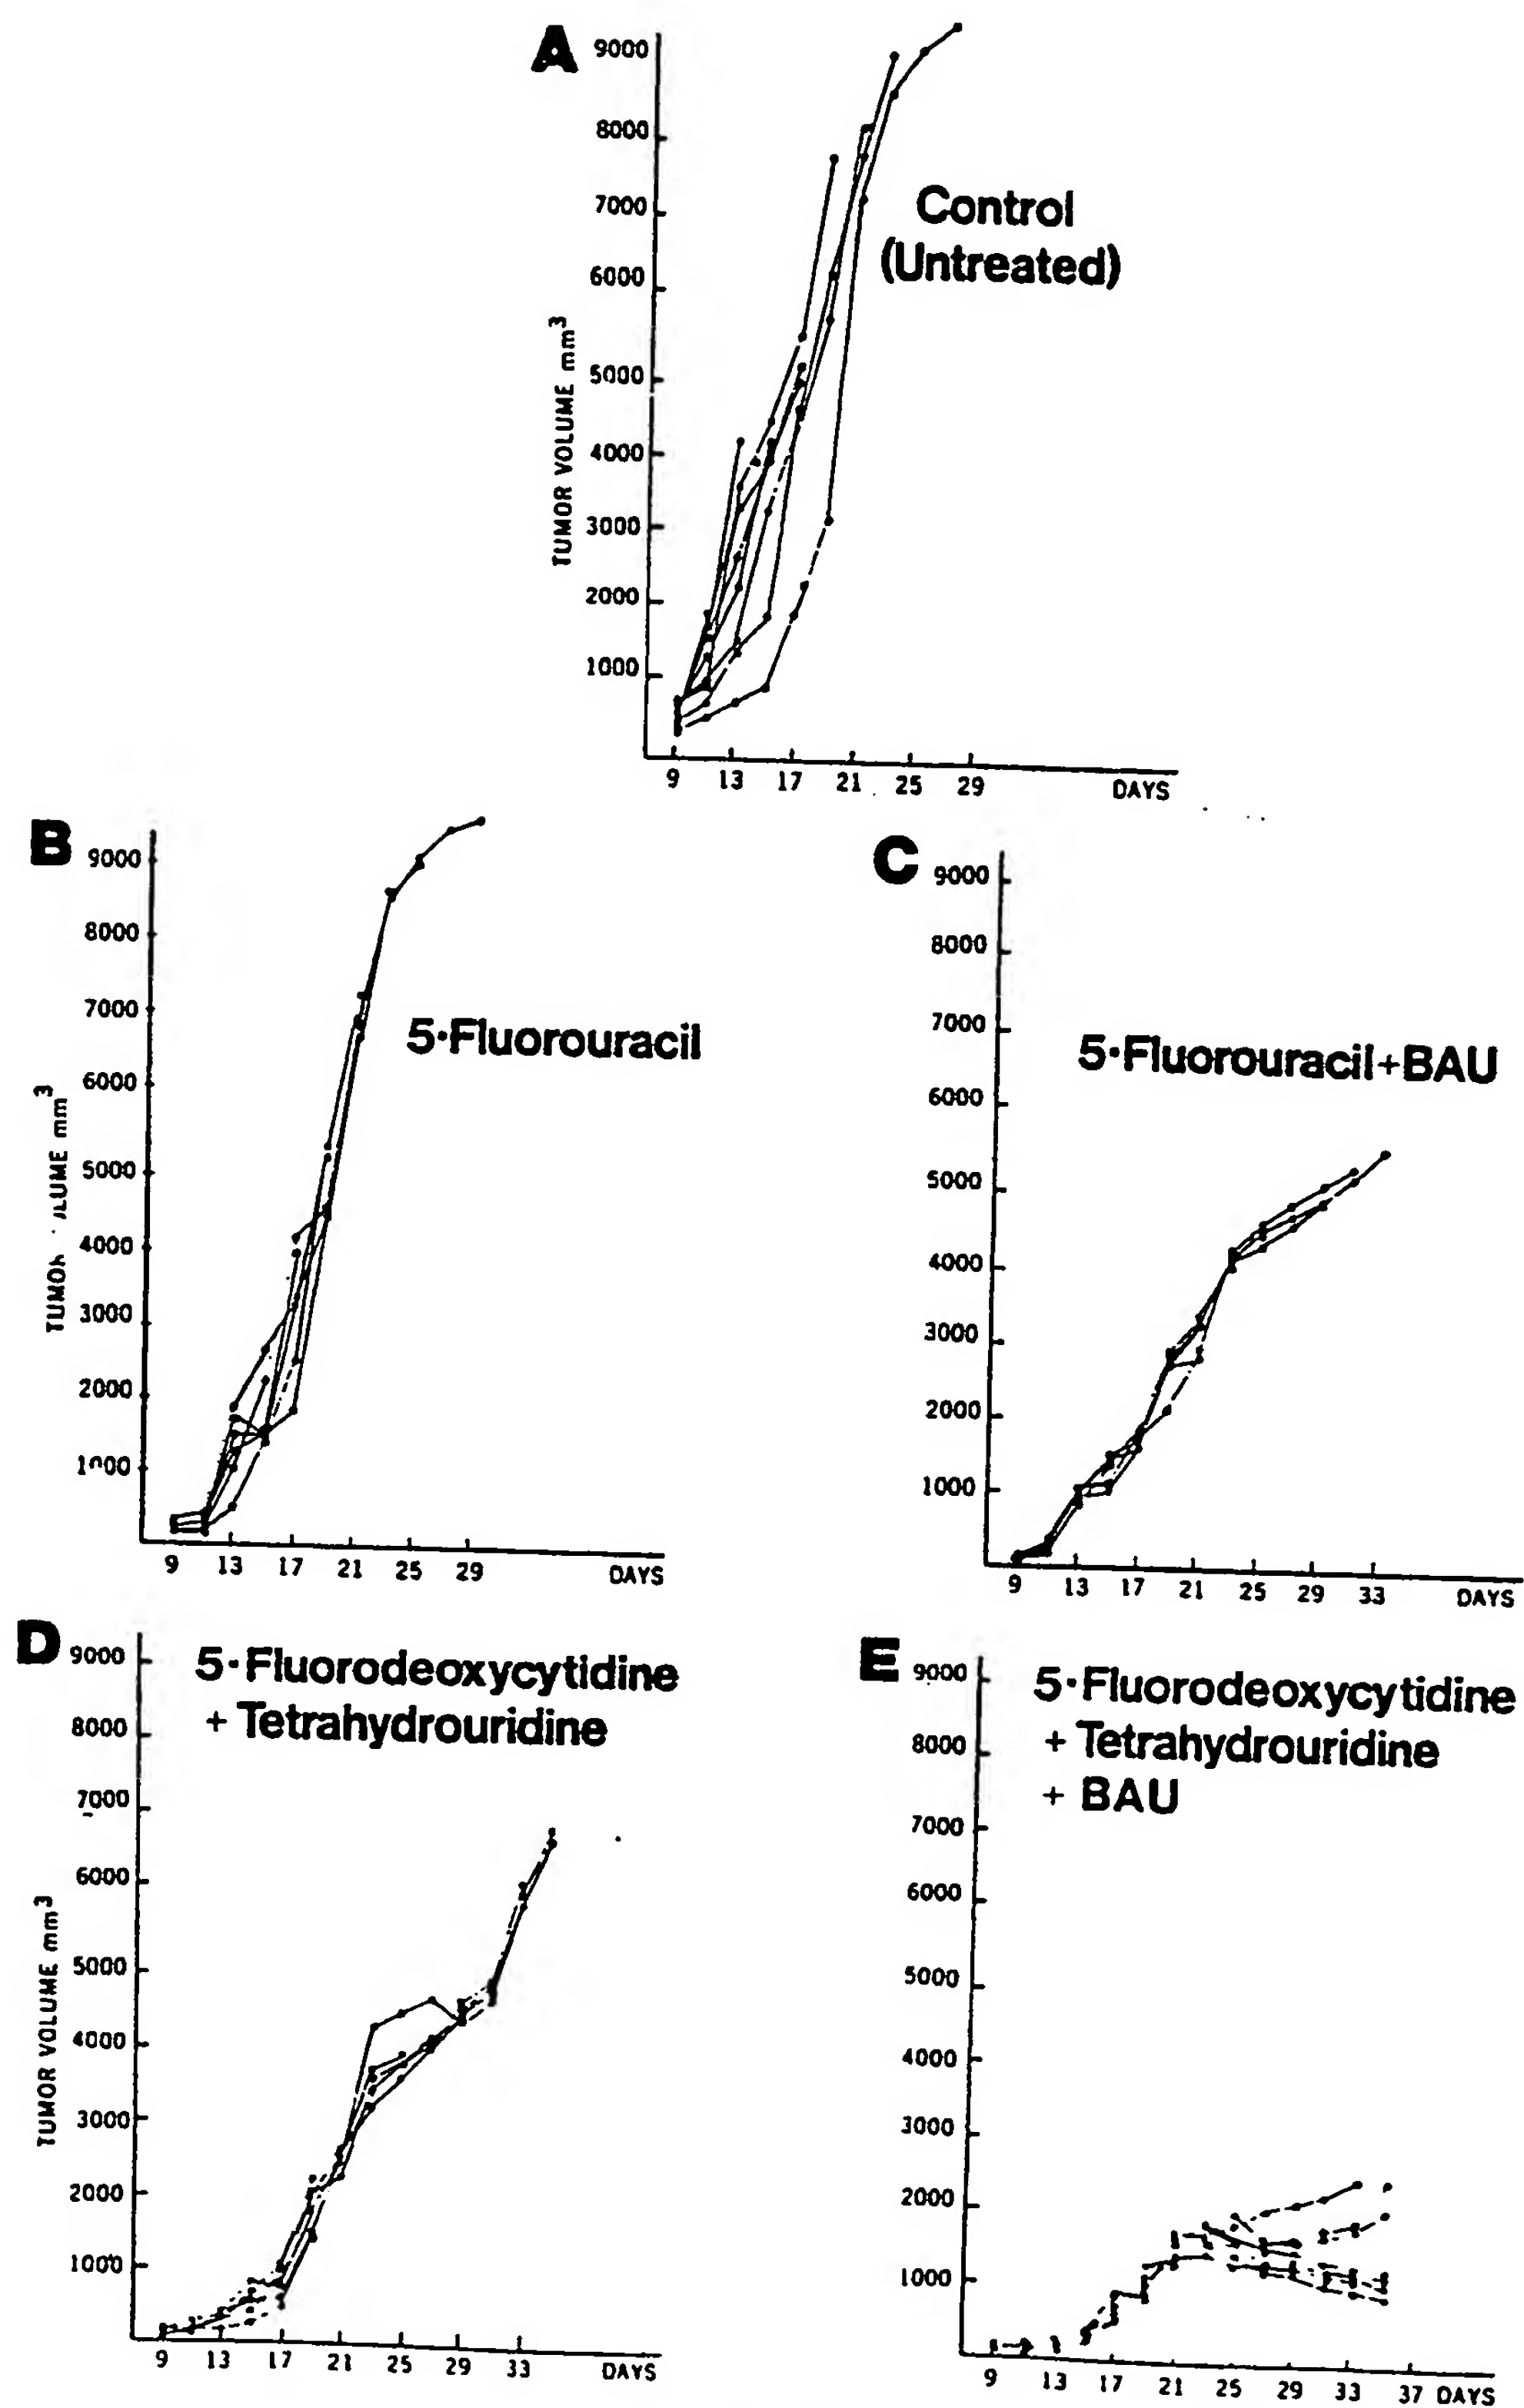 A
9000
8000
7000
6000
5000
4000
3000
2000
1000
TUMOR VOLUME mm³
Control
(Untreated)
9 13 17 21 25 29 DAYS
B
9000
8000
7000
6000
5000
4000
3000
2000
mm³
5·Fluorouracil
9 13 17 21 25 29 DAYS
C
9000
8000
7000
6000
5000
4000
3000
2000
1000
5·Fluorouracil+BAU
9 13 17 21 25 29 33 DAYS
D
9000
8000
7000
6000
5000
4000
3000
2000
1000
TUMOR VOLUME mm³
5·Fluorodeoxycytidine
+ Tetrahydrouridine
9 13 17 21 25 29 33 DAYS
E
9000
8000
7000
6000
5000
4000
3000
2000
1000
5·Fluorodeoxycytidine
+ Tetrahydrouridine
+ BAU
9 13 17 21 25 29 33 37 DAYS